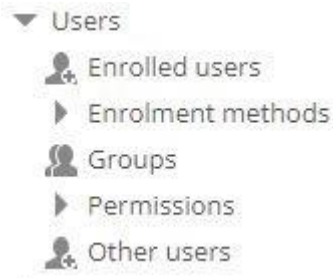 Users
Enrolled users
Enrolment methods
Groups
Permissions
Other users